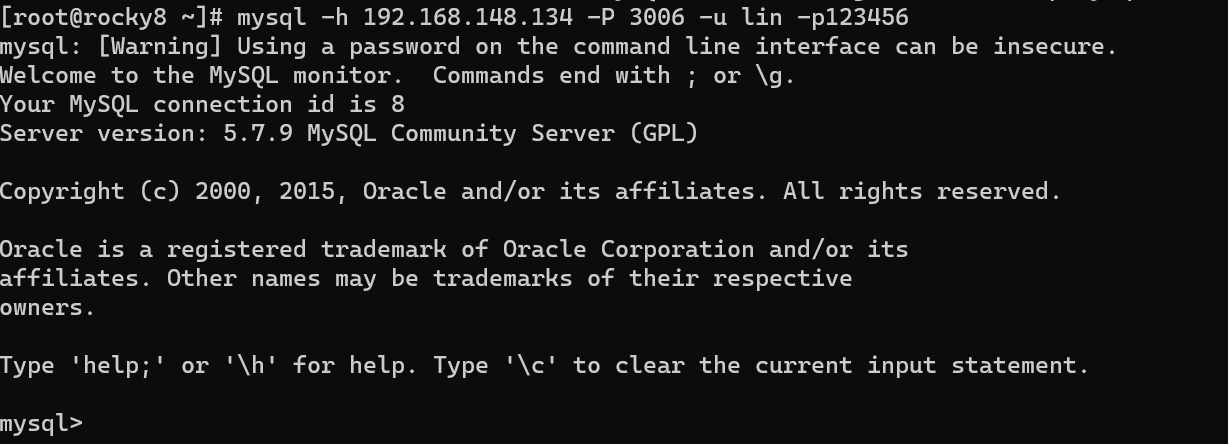 [root@rocky8 ~]# mysql -h 192.168.148.134 -P 3006 -u lin -p123456
mysql: [Warning] Using a password on the command line interface can be insecure.
Welcome to the MySQL monitor.  Commands end with ; or \g.
Your MySQL connection id is 8
Server version: 5.7.9 MySQL Community Server (GPL)

Copyright (c) 2000, 2015, Oracle and/or its affiliates. All rights reserved.

Oracle is a registered trademark of Oracle Corporation and/or its
affiliates. Other names may be trademarks of their respective
owners.

Type 'help;' or '\h' for help. Type '\c' to clear the current input statement.

mysql>